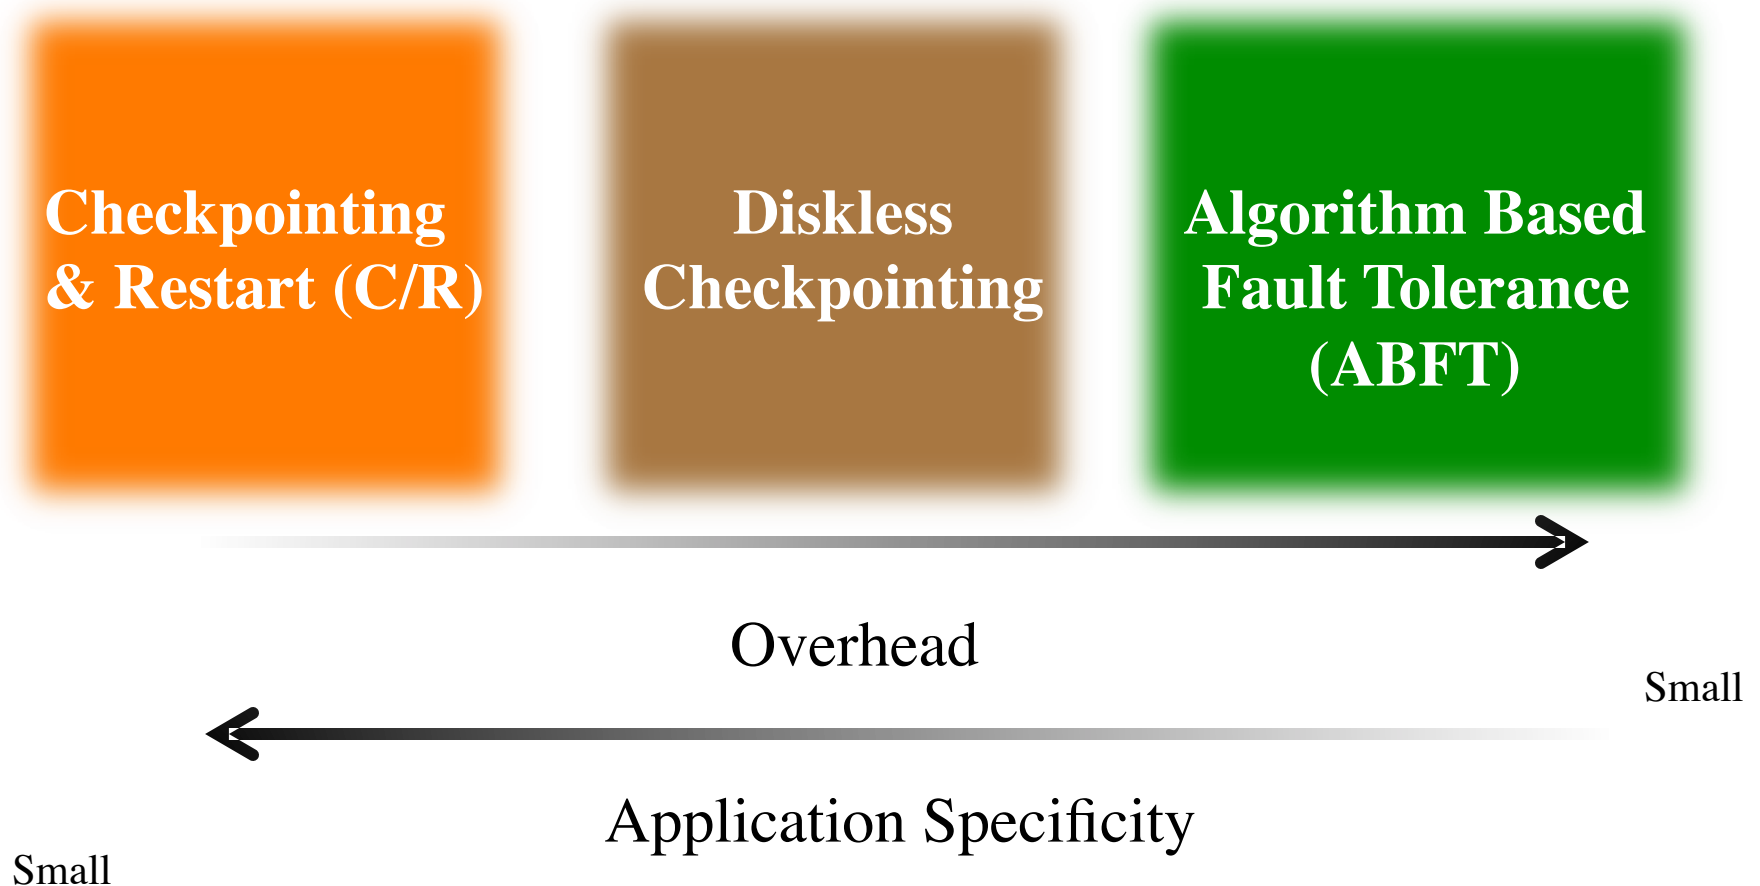 Checkpointing
& Restart (C/R)
Diskless
Checkpointing
Algorithm Based
Fault Tolerance
(ABFT)
Overhead
Small
Application Specificity
Small